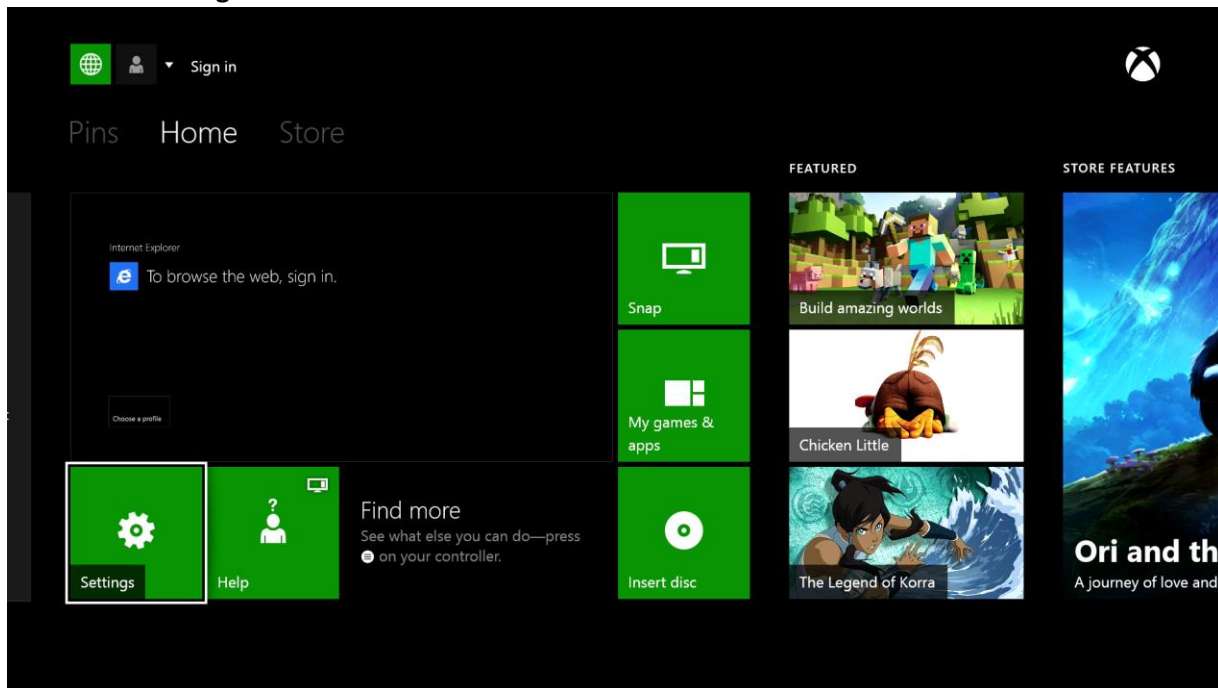 Sign in
Pins Home Store
FEATURED
STORE FEATURES
Internet Explorer
To browse the web, sign in.
Choose a profile
Snap
My games &
apps
Build amazing worlds
Chicken Little
Settings
?
Help
Find more
See what else you can do—press
on your controller.
Insert disc
The Legend of Korra
Ori and th
A journey of love and